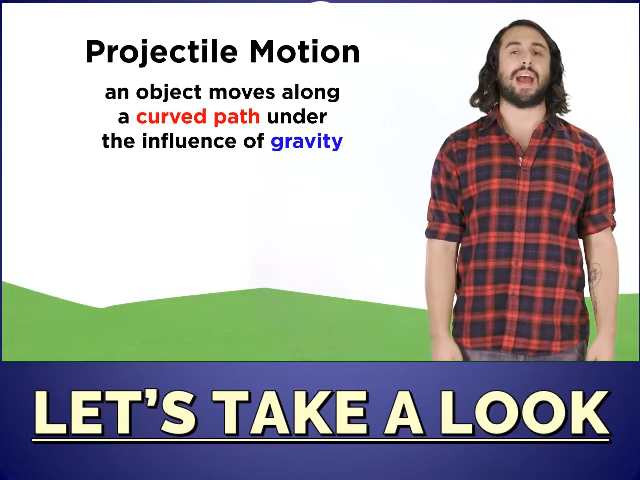 Projectile Motion
an object moves along
a curved path under
the influence of gravity
LET'S TAKE A LOOK